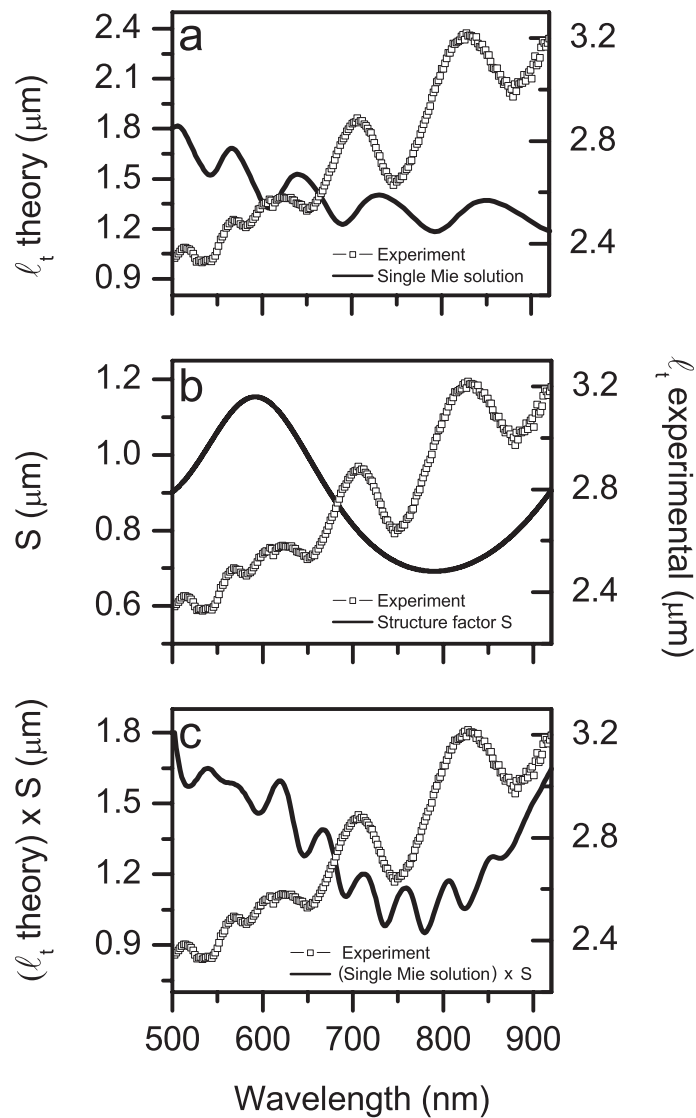 a
2.4
2.1
1.8
1.5
1.2
0.9
ℓt theory (μm)
3.2
2.8
2.4
Experiment
Single Mie solution
b
1.2
1.0
0.8
0.6
S (μm)
3.2
2.8
2.4
ℓt experimental (μm)
Experiment
Structure factor S
c
1.8
1.5
1.2
0.9
(ℓt theory) x S (μm)
3.2
2.8
2.4
Experiment
(Single Mie solution) x S
500 600 700 800 900
Wavelength (nm)